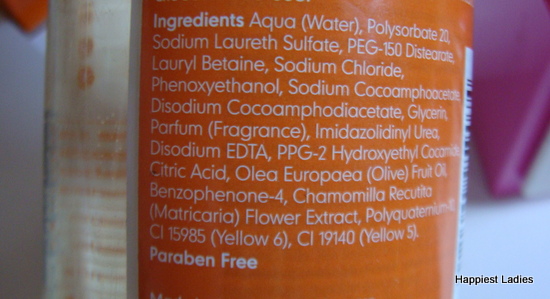 Ingredients Aqua (Water), Polysorbate 20,
Sodium Laureth Sulfate, PEG-150 Distearate,
Lauryl Betaine, Sodium Chloride,
Phenoxyethanol, Sodium Cocoamphoacetate,
Disodium Cocoamphodiacetate, Glycerin,
Parfum (Fragrance), Imidazolidinyl Urea,
Disodium EDTA, PPG-2 Hydroxyethyl Cocamide,
Citric Acid, Olea Europaea (Olive) Fruit Oil,
Benzophenone-4, Chamomilla Recutita
(Matricaria) Flower Extract,
CI 15985 (Yellow 6), CI 19140 (Yellow 5).
Paraben Free
Happiest Ladies